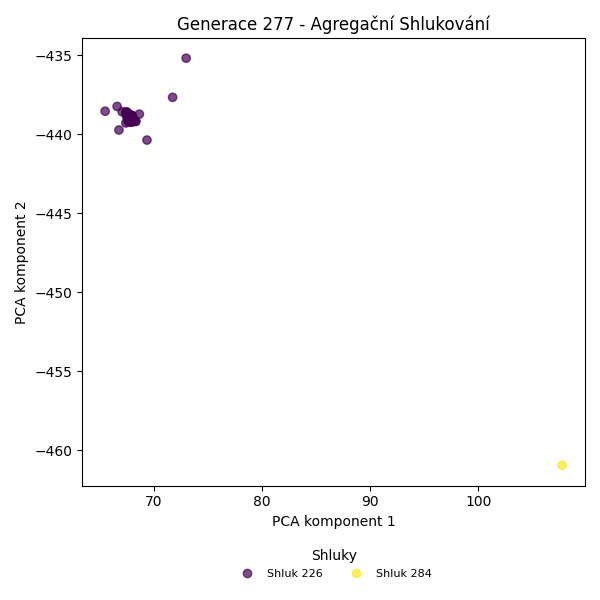 Generace 277 - Agregační Shlukování
PCA komponent 2
−435
−440
−445
−450
−455
−460
70 80 90 100
PCA komponent 1
Shluky
Shluk 226 Shluk 284